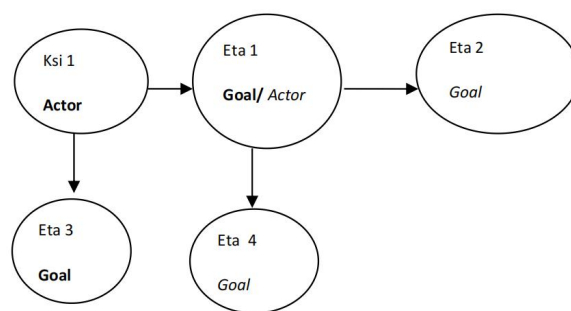 Ksi 1
Actor
Eta 1
Goal/ Actor
Eta 2
Goal
Eta 3
Goal
Eta 4
Goal